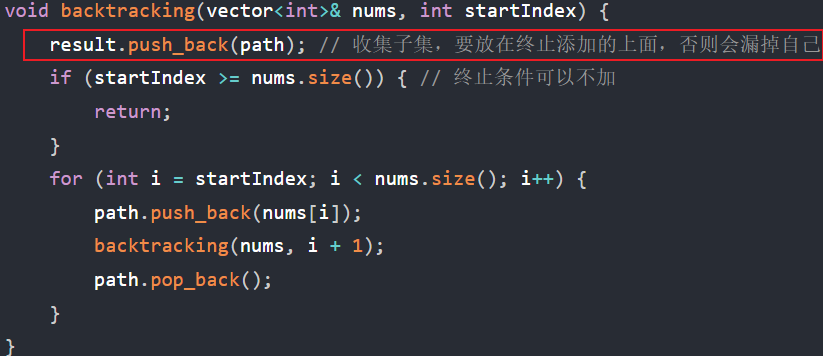 void backtracking(vector<int>& nums, int startIndex) {
    result.push_back(path); // 收集子集，要放在终止添加的上面，否则会漏掉自己
    if (startIndex >= nums.size()) { // 终止条件可以不加
        return;
    }
    for (int i = startIndex; i < nums.size(); i++) {
        path.push_back(nums[i]);
        backtracking(nums, i + 1);
        path.pop_back();
    }
}